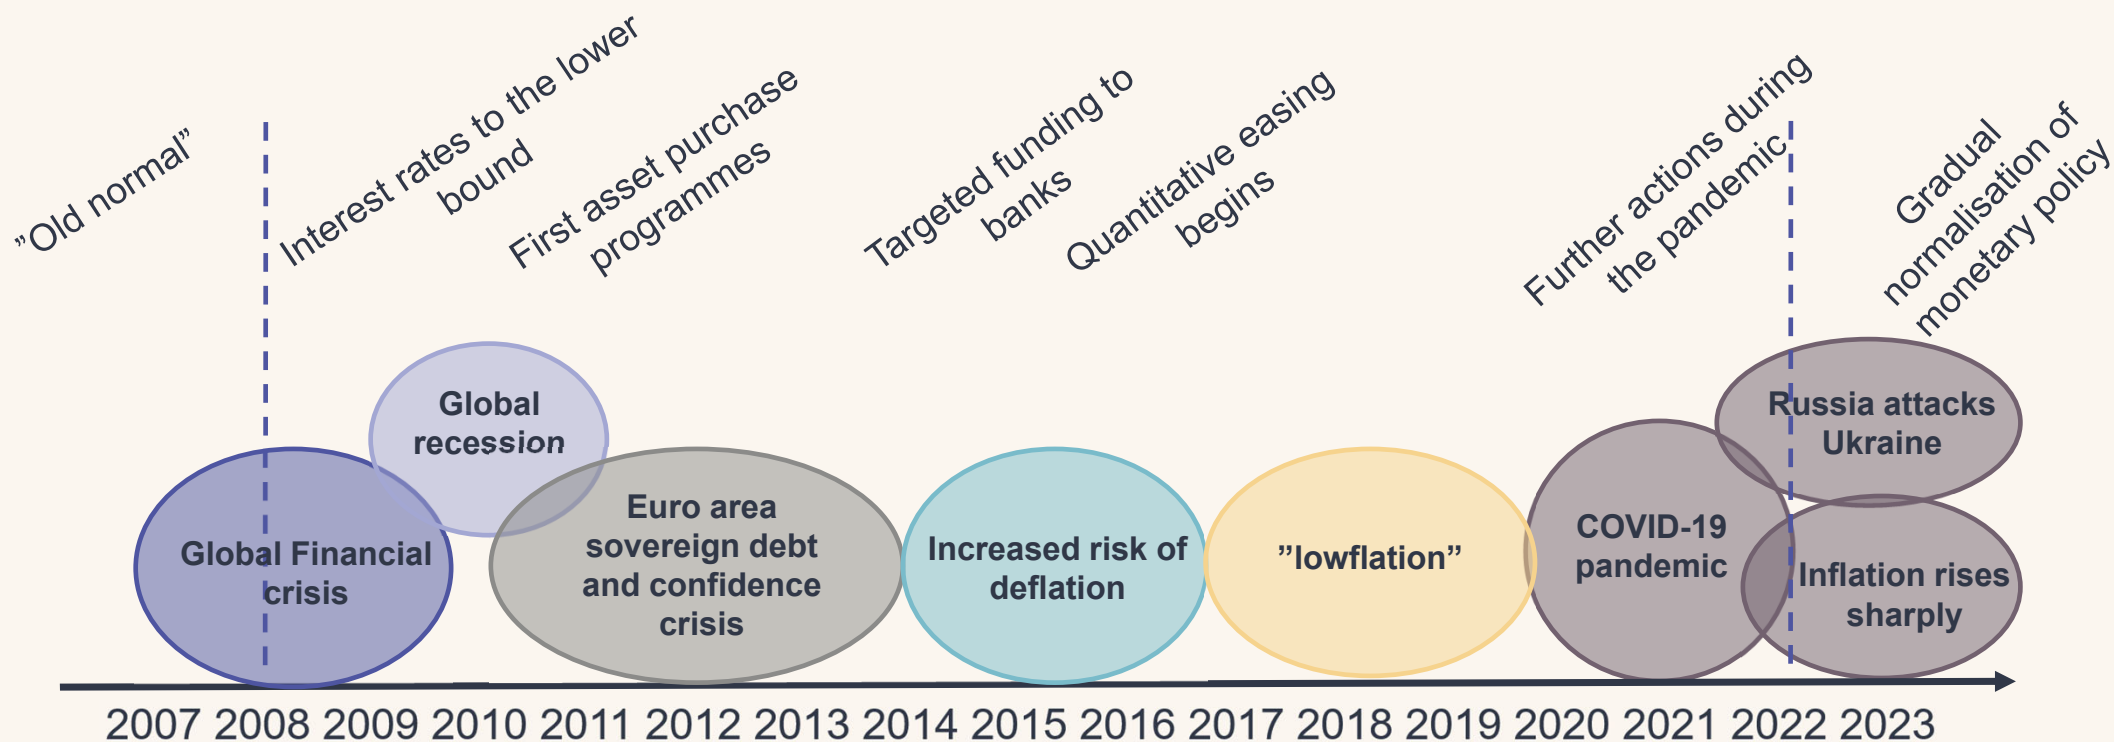 ”Old normal”
Interest rates to the lower
bound
First asset purchase
programmes
Targeted funding to
banks
Quantitative easing
begins
Further actions during
the pandemic
Gradual
normalisation of
monetary policy
Global
recession
Russia attacks
Ukraine
Global Financial
crisis
Euro area
sovereign debt
and confidence
crisis
Increased risk of
deflation
”lowflation”
COVID-19
pandemic
Inflation rises
sharply
2007 2008 2009 2010 2011 2012 2013 2014 2015 2016 2017 2018 2019 2020 2021 2022 2023